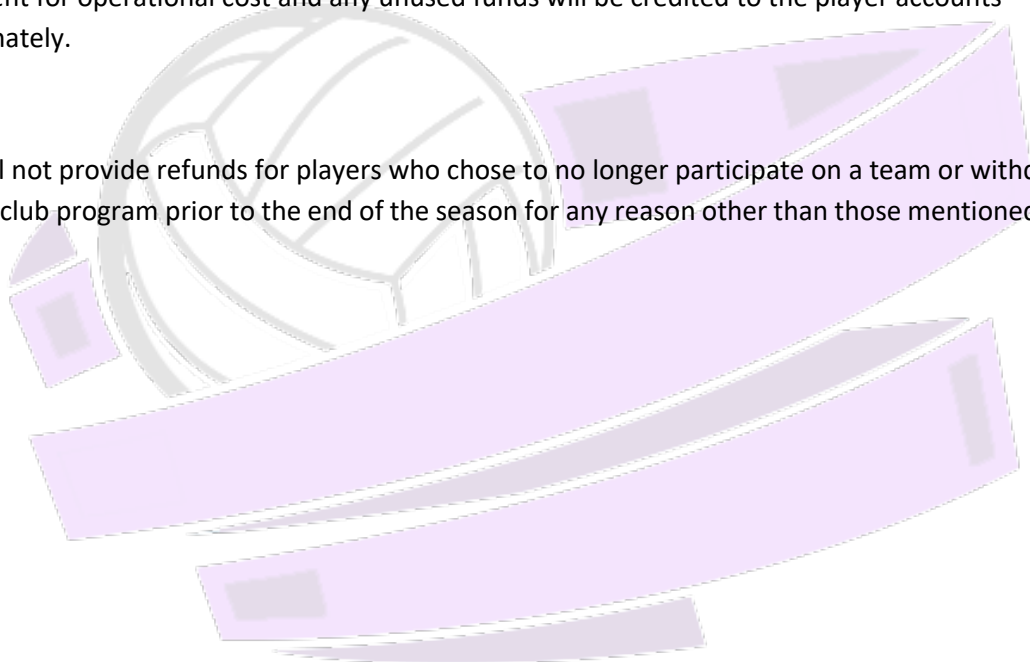 ent for operational cost and any unused funds will be credited to the player accounts
nately.
l not provide refunds for players who chose to no longer participate on a team or witho
club program prior to the end of the season for any reason other than those mentioned